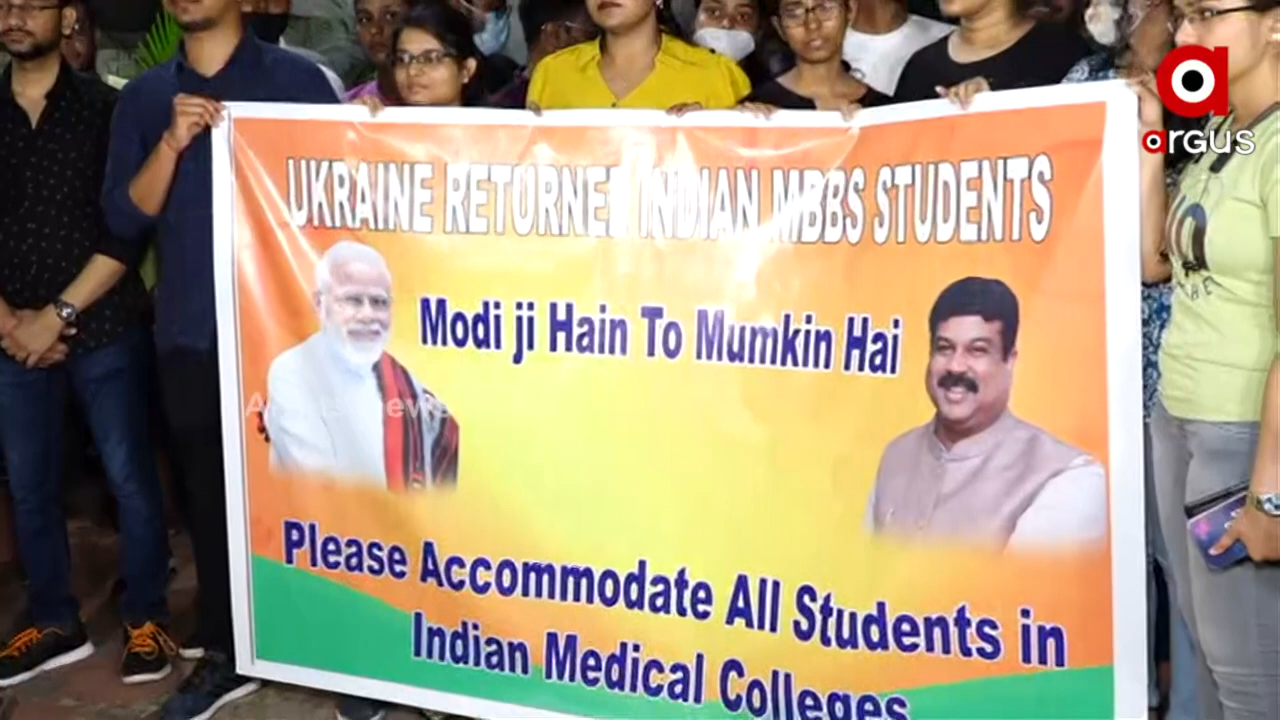 argus
UKRAINE RETURNEE INDIAN MBBS STUDENTS
Modi ji Hain To Mumkin Hai
Please Accommodate All Students in
Indian Medical Colleges